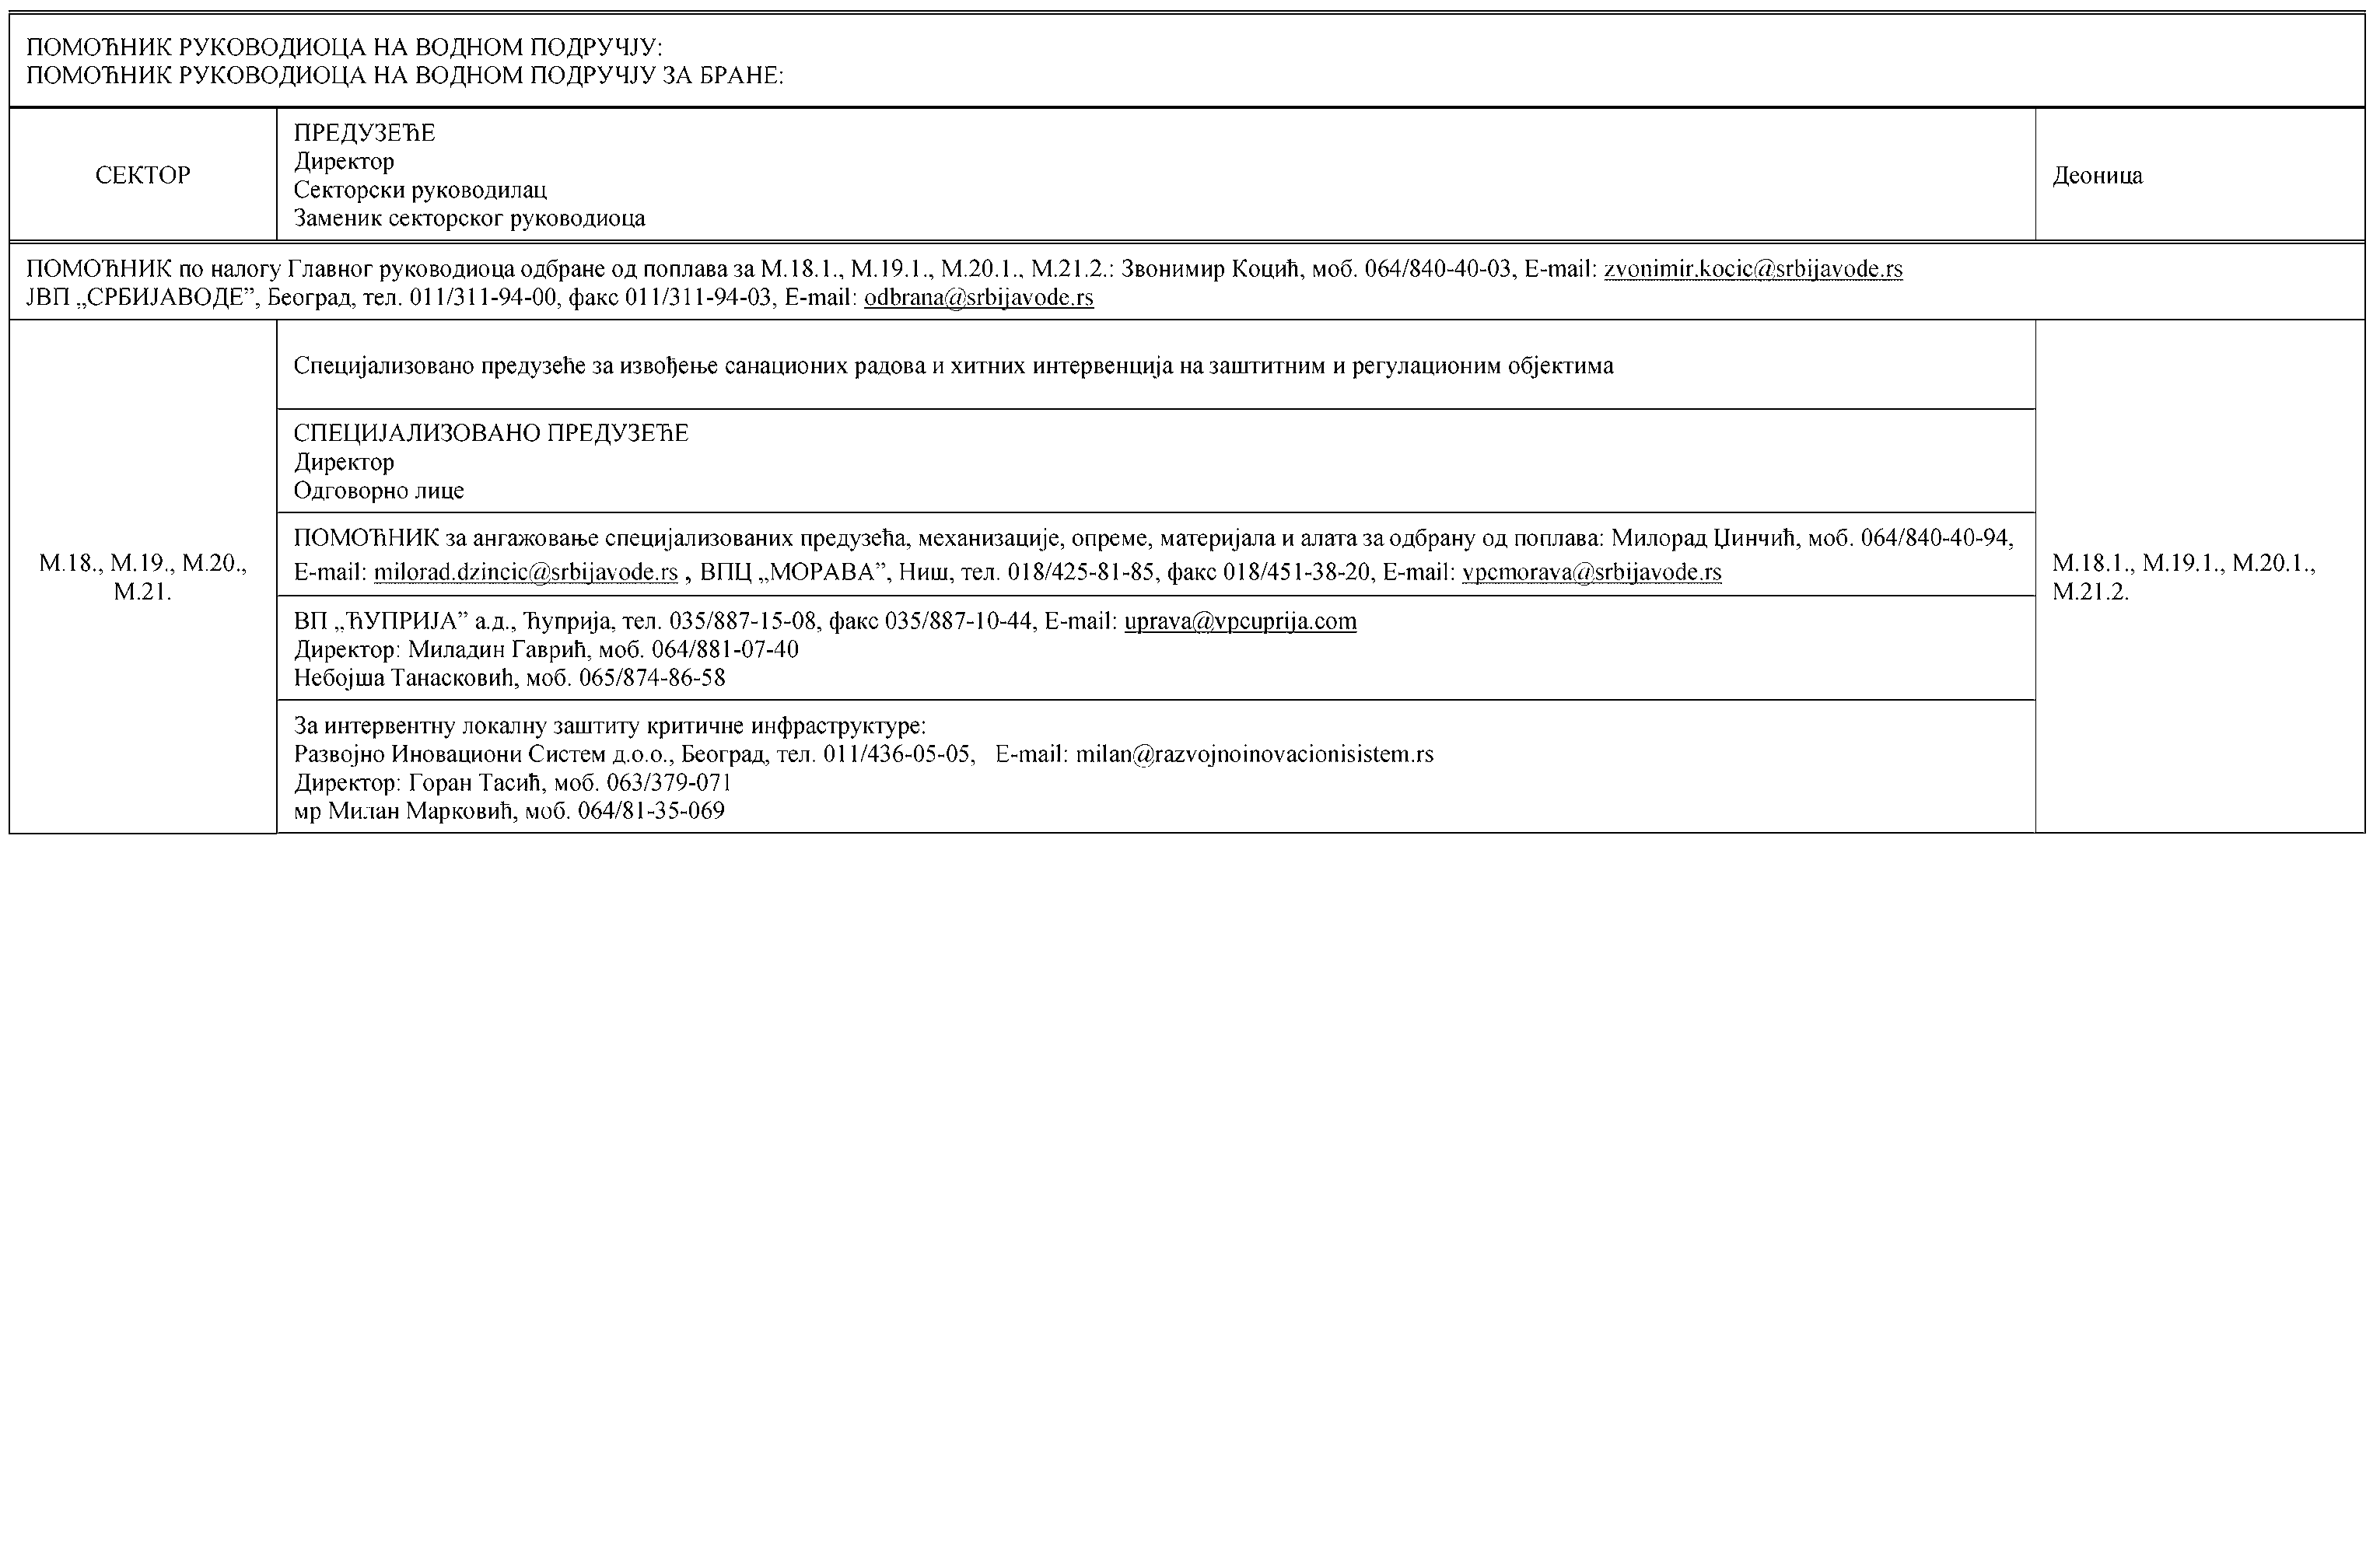 ПОМОЋНИК РУКОВОДИОЦА НА ВОДНОМ ПОДРУЧЈУ:
ПОМОЋНИК РУКОВОДИОЦА НА ВОДНОМ ПОДРУЧЈУ ЗА БРАНЕ:
СЕКТОР
ПРЕДУЗЕЋЕ
Директор
Секторски руководилац
Заменик секторског руководиоца
Деоница
ПОМОЋНИК по налогу Главног руководиоца одбране од поплава за М.18.1., М.19.1., М.20.1., М.21.2.: Звонимир Коцић, моб. 064/840-40-03, E-mail: zvonimir.kocic@srbijavode.rs
ЈВП „СРБИЈАВОДЕ”, Београд, тел. 011/311-94-00, факс 011/311-94-03, E-mail: odbrana@srbijavode.rs
М.18., М.19., М.20.,
М.21.
Специјализовано предузеће за извођење санационих радова и хитних интервенција на заштитним и регулационим објектима
СПЕЦИЈАЛИЗОВАНО ПРЕДУЗЕЋЕ
Директор
Одговорно лице
ПОМОЋНИК за ангажовање специјализованих предузећа, механизације, опреме, материјала и алата за одбрану од поплава: Милорад Џинчић, моб. 064/840-40-94,
E-mail: milorad.dzincic@srbijavode.rs , ВПЦ „МОРАВА”, Ниш, тел. 018/425-81-85, факс 018/451-38-20, E-mail: vpcmorava@srbijavode.rs
ВП „ЋУПРИЈА” а.д., Ћуприја, тел. 035/887-15-08, факс 035/887-10-44, E-mail: uprava@vpcuprija.com
Директор: Миладин Гаврић, моб. 064/881-07-40
Небојша Танасковић, моб. 065/874-86-58
За интервентну локалну заштиту критичне инфраструктуре:
Развојно Иновациони Систем д.о.о., Београд, тел. 011/436-05-05, E-mail: milan@razvojnoinovacionisistem.rs
Директор: Горан Тасић, моб. 063/379-071
мр Милан Марковић, моб. 064/81-35-069
М.18.1., М.19.1., М.20.1.,
М.21.2.